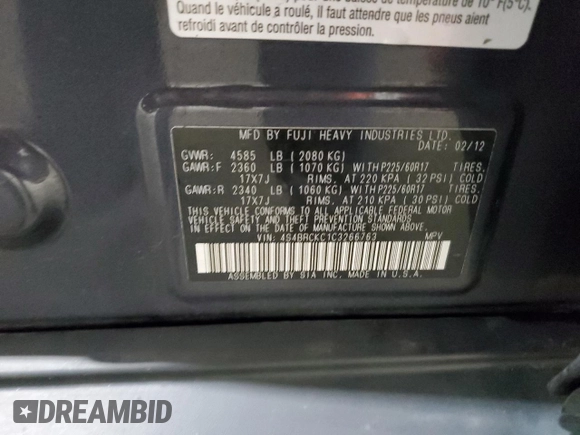 de température de 10° F(5°C).
Quand le véhicule a roulé, il faut attendre que les pneus aient
refroidi avant de contrôler la pression.
MFD BY FUJI HEAVY INDUSTRIES LTD.
DATE: 02/12
GVWR: 4585 LB ( 2080 KG)
GAWR:F 2360 LB ( 1070 KG) WITH P225/60R17 TIRES.
17X7J RIMS. AT 220 KPA ( 32 PSI) COLD
GAWR:R 2340 LB ( 1060 KG) WITH P225/60R17 TIRES.
17X7J RIMS. AT 210 KPA ( 30 PSI) COLD
THIS VEHICLE CONFORMS TO ALL APPLICABLE FEDERAL MOTOR
VEHICLE SAFETY AND THEFT PREVENTION STANDARDS
IN EFFECT ON THE DATE OF MANUFACTURE SHOWN ABOVE.
VIN: 4S4BRCKC1C3266763 MPV
ASSEMBLED BY SIA INC. MADE IN U.S.A.
DREAMBID